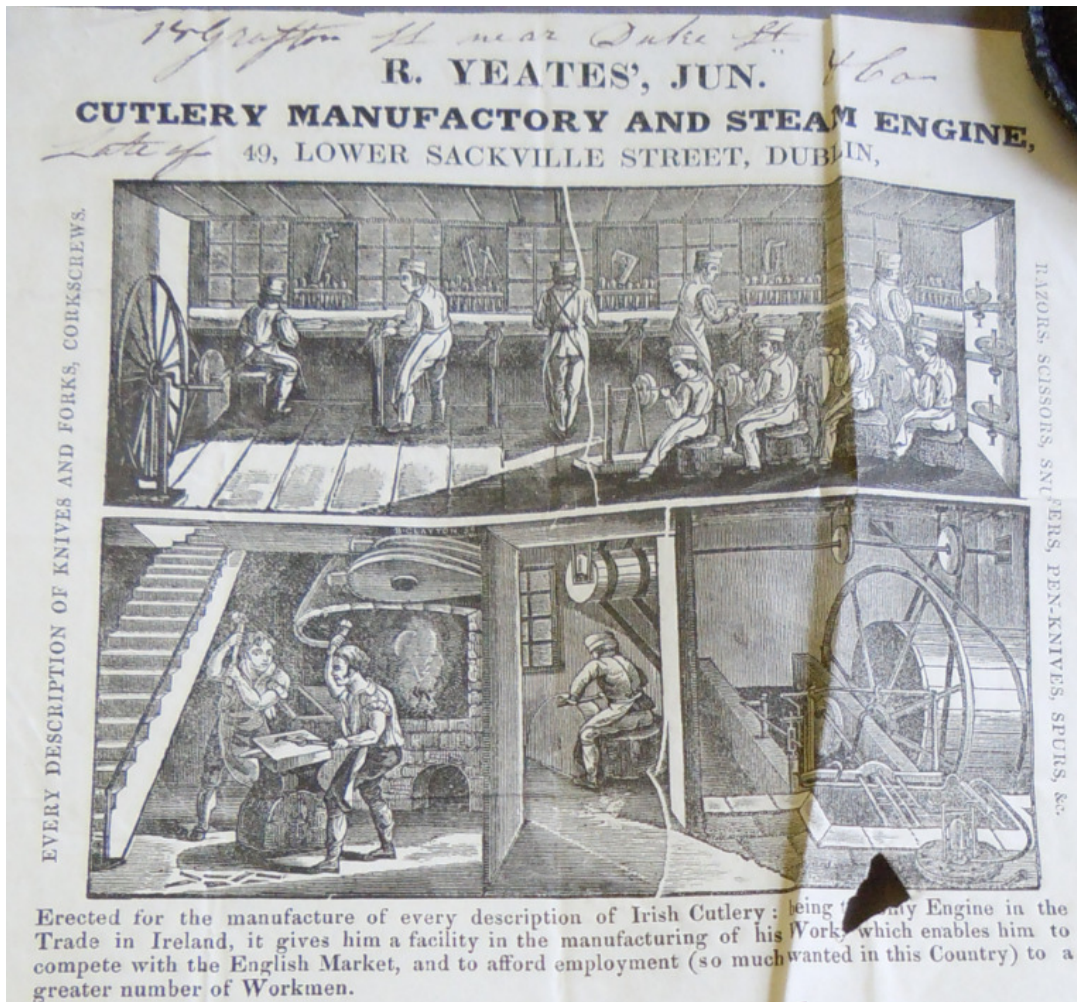 Grafton St near Duke St
R. YEATES', JUN. & Co
CUTLERY MANUFACTORY AND STEAM ENGINE,
Late of 49, LOWER SACKVILLE STREET, DUBLIN,
EVERY DESCRIPTION OF KNIVES AND FORKS, CORKSCREWS.
RAZORS, SCISSORS, SNUFFERS, PEN-KNIVES, SPURS, &c.
Erected for the manufacture of every description of Irish Cutlery: being Engine in the
Trade in Ireland, it gives him a facility in the manufacturing of his Work, which enables him to
compete with the English Market, and to afford employment (so much wanted in this Country) to a
greater number of Workmen.